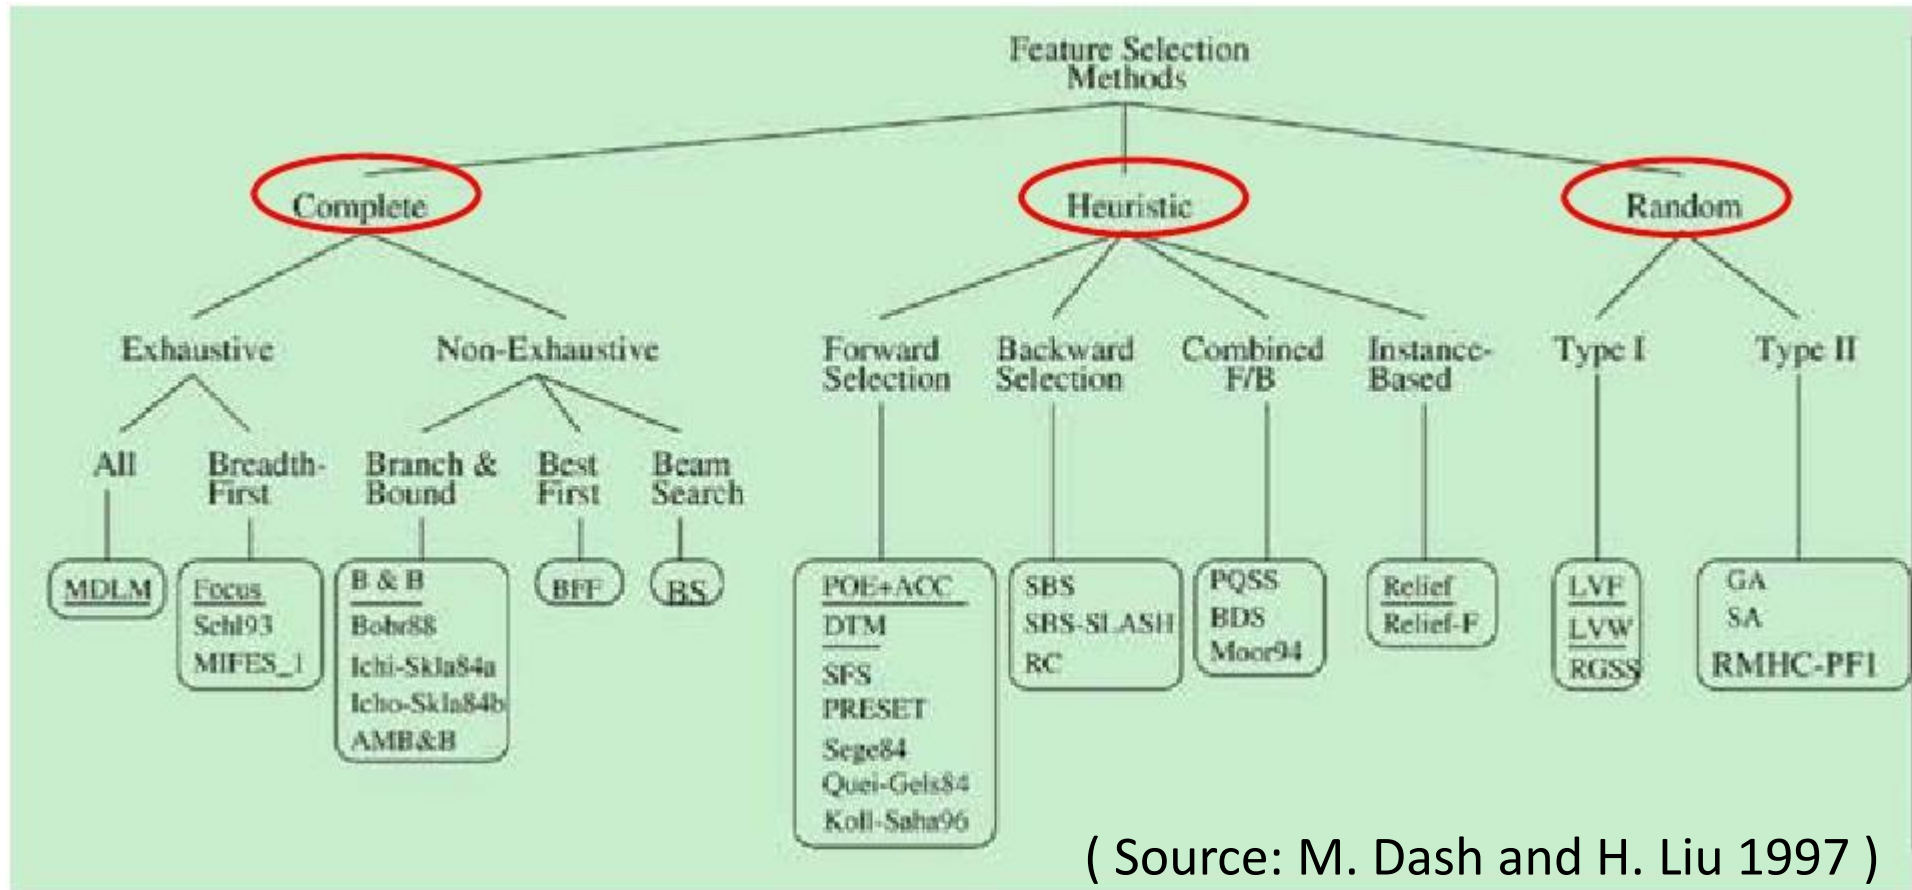 Feature Selection
Methods
Complete
Heuristic
Random
Exhaustive
Non-Exhaustive
Forward
Selection
Backward
Selection
Combined
F/B
Instance-
Based
Type I
Type II
All
Breadth-
First
Branch &
Bound
Best
First
Beam
Search
MDLM
Focus
Schl93
MIFES_1
B & B
Bobr88
Ichi-Skla84a
Icho-Skla84b
AMB&B
BFF
BS
POE+ACC
DTM
SFS
PRESET
Sege84
Quei-Gels84
Koll-Saha96
SBS
SBS-SLASH
RC
PQSS
BDS
Moor94
Relief
Relief-F
LVF
LVW
RGSS
GA
SA
RMHC-PF1
( Source: M. Dash and H. Liu 1997 )